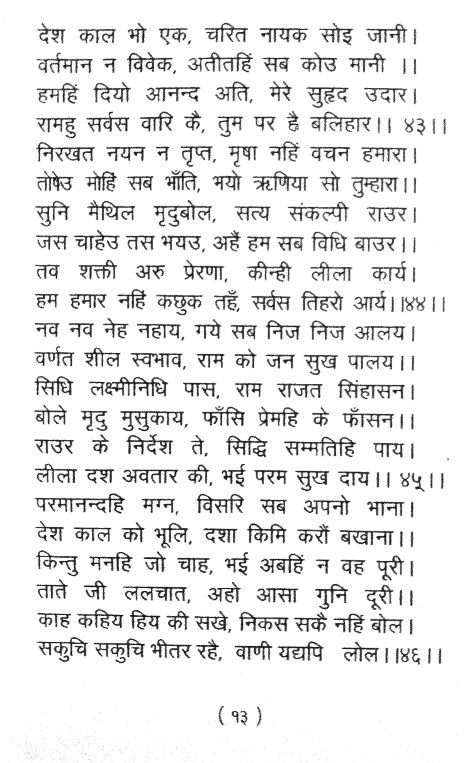 देश काल भो एक, चरित नायक सोइ जानी।
वर्तमान न विवेक, अतीतहिं सब कोउ मानी ।।
हमहिं दियो आनन्द अति, मेरे सुहृद उदार।
रामहु सर्वस वारि कै, तुम पर है बलिहार।। ४३।।
निरखत नयन न तृप्त, मृषा नहिं वचन हमारा।
तोषेउ मोहिं सब भाँति, भयो ऋणिया सो तुम्हारा।।
सुनि मैथिल मृदुबोल, सत्य संकल्पी राउर।
जस चाहेउ तस भयउ, अहैं हम सब विधि बाउर।।
तव शक्ती अरु प्रेरणा, कीन्ही लीला कार्य।
हम हमार नहिं कछुक तहँ, सर्वस तिहरो आर्य।।४४।।
नव नव नेह नहाय, गये सब निज निज आलय।
वर्णत शील स्वभाव, राम को जन सुख पालय।।
सिधि लक्ष्मीनिधि पास, राम राजत सिंहासन।
बोले मृदु मुसुकाय, फाँसि प्रेमहि के फाँसन।।
राउर के निर्देश ते, सिद्धि सम्मतिहि पाय।
लीला दश अवतार की, भई परम सुख दाय।। ४५।।
परमानन्दहि मग्न, विसरि सब अपनो भाना।
देश काल को भूलि, दशा किमि करौं बखाना।।
किन्तु मनहि जो चाह, भई अबहिं न वह पूरी।
ताते जी ललचात, अहो आसा गुनि दूरी।।
काह कहिय हिय की सखे, निकस सकै नहिं बोल।
सकुचि सकुचि भीतर रहै, वाणी यद्यपि लोल।।४६।।
( १३ )